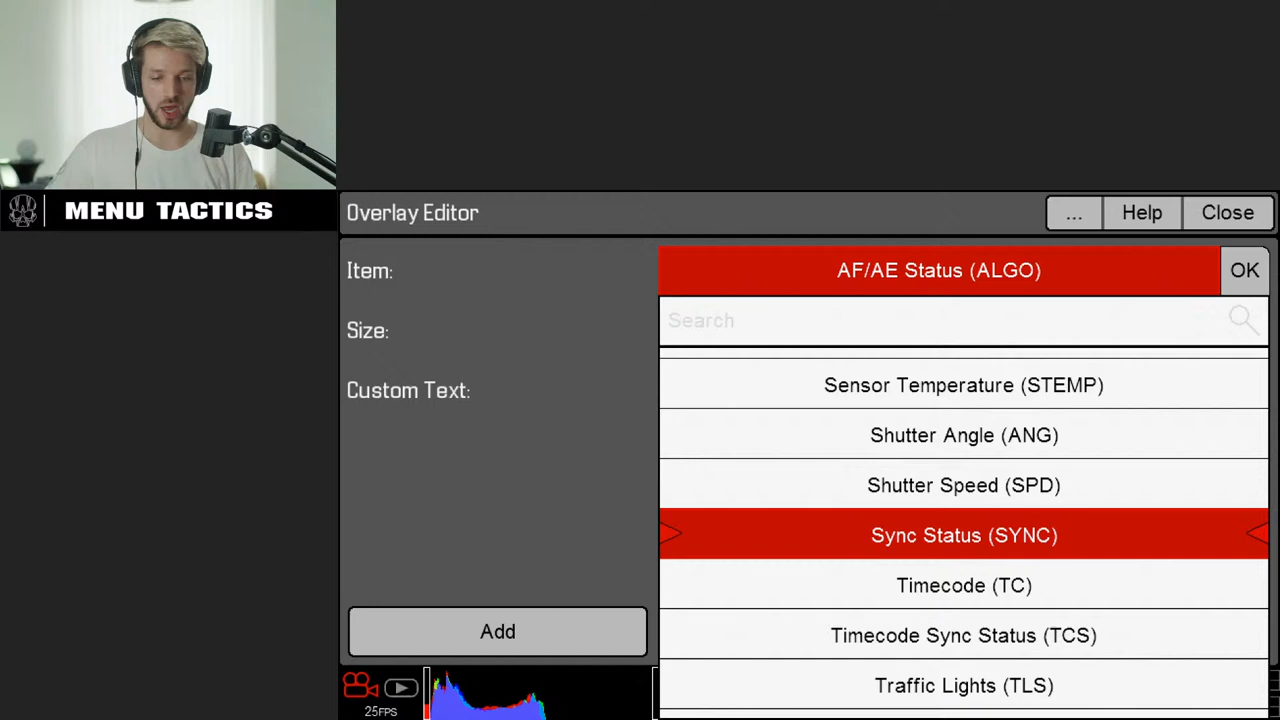 MENU TACTICS
Overlay Editor
...
Help
Close
Item:
AF/AE Status (ALGO)
OK
Search
Size:
Custom Text:
Sensor Temperature (STEMP)
Shutter Angle (ANG)
Shutter Speed (SPD)
Sync Status (SYNC)
Timecode (TC)
Timecode Sync Status (TCS)
Traffic Lights (TLS)
Add
25FPS